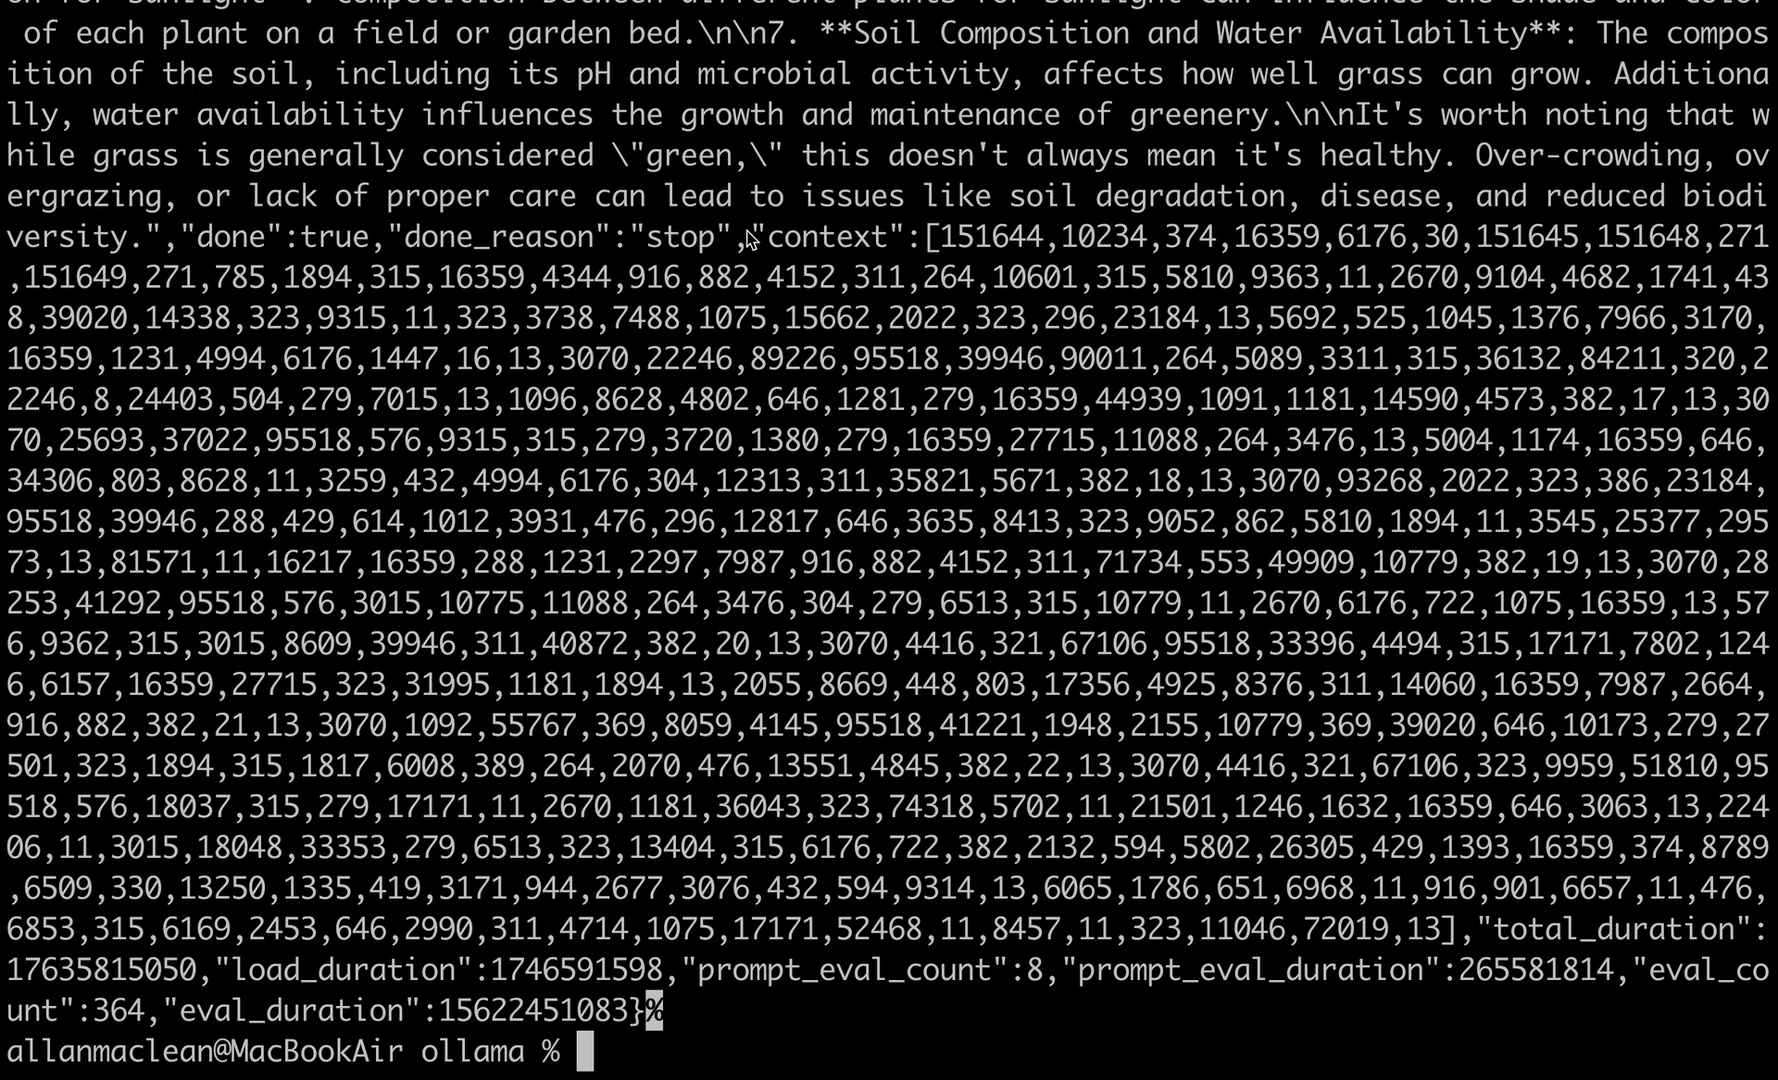 of each plant on a field or garden bed.\n\n7. **Soil Composition and Water Availability**: The compos
ition of the soil, including its pH and microbial activity, affects how well grass can grow. Additiona
lly, water availability influences the growth and maintenance of greenery.\n\nIt's worth noting that w
hile grass is generally considered \"green,\" this doesn't always mean it's healthy. Over-crowding, ov
ergrazing, or lack of proper care can lead to issues like soil degradation, disease, and reduced biodi
versity.","done":true,"done_reason":"stop","context":[151644,10234,374,16359,6176,30,151645,151648,271
,151649,271,785,1894,315,16359,4344,916,882,4152,311,264,10601,315,5810,9363,11,2670,9104,4682,1741,43
8,39020,14338,323,9315,11,323,3738,7488,1075,15662,2022,323,296,23184,13,5692,525,1045,1376,7966,3170,
16359,1231,4994,6176,1447,16,13,3070,22246,89226,95518,39946,90011,264,5089,3311,315,36132,84211,320,2
2246,8,24403,504,279,7015,13,1096,8628,4802,646,1281,279,16359,44939,1091,1181,14590,4573,382,17,13,30
70,25693,37022,95518,576,9315,315,279,3720,1380,279,16359,27715,11088,264,3476,13,5004,1174,16359,646,
34306,803,8628,11,3259,432,4994,6176,304,12313,311,35821,5671,382,18,13,3070,93268,2022,323,386,23184,
95518,39946,288,429,614,1012,3931,476,296,12817,646,3635,8413,323,9052,862,5810,1894,11,3545,25377,295
73,13,81571,11,16217,16359,288,1231,2297,7987,916,882,4152,311,71734,553,49909,10779,382,19,13,3070,28
253,41292,95518,576,3015,10775,11088,264,3476,304,279,6513,315,10779,11,2670,6176,722,1075,16359,13,57
6,9362,315,3015,8609,39946,311,40872,382,20,13,3070,4416,321,67106,95518,33396,4494,315,17171,7802,124
6,6157,16359,27715,323,31995,1181,1894,13,2055,8669,448,803,17356,4925,8376,311,14060,16359,7987,2664,
916,882,382,21,13,3070,1092,55767,369,8059,4145,95518,41221,1948,2155,10779,369,39020,646,10173,279,27
501,323,1894,315,1817,6008,389,264,2070,476,13551,4845,382,22,13,3070,4416,321,67106,323,9959,51810,95
518,576,18037,315,279,17171,11,2670,1181,36043,323,74318,5702,11,21501,1246,1632,16359,646,3063,13,224
06,11,3015,18048,33353,279,6513,323,13404,315,6176,722,382,2132,594,5802,26305,429,1393,16359,374,8789
,6509,330,13250,1335,419,3171,944,2677,3076,432,594,9314,13,6065,1786,651,6968,11,916,901,6657,11,476,
6853,315,6169,2453,646,2990,311,4714,1075,17171,52468,11,8457,11,323,11046,72019,13],"total_duration":
17635815050,"load_duration":1746591598,"prompt_eval_count":8,"prompt_eval_duration":265581814,"eval_co
unt":364,"eval_duration":15622451083}%
allanmaclean@MacBookAir ollama %